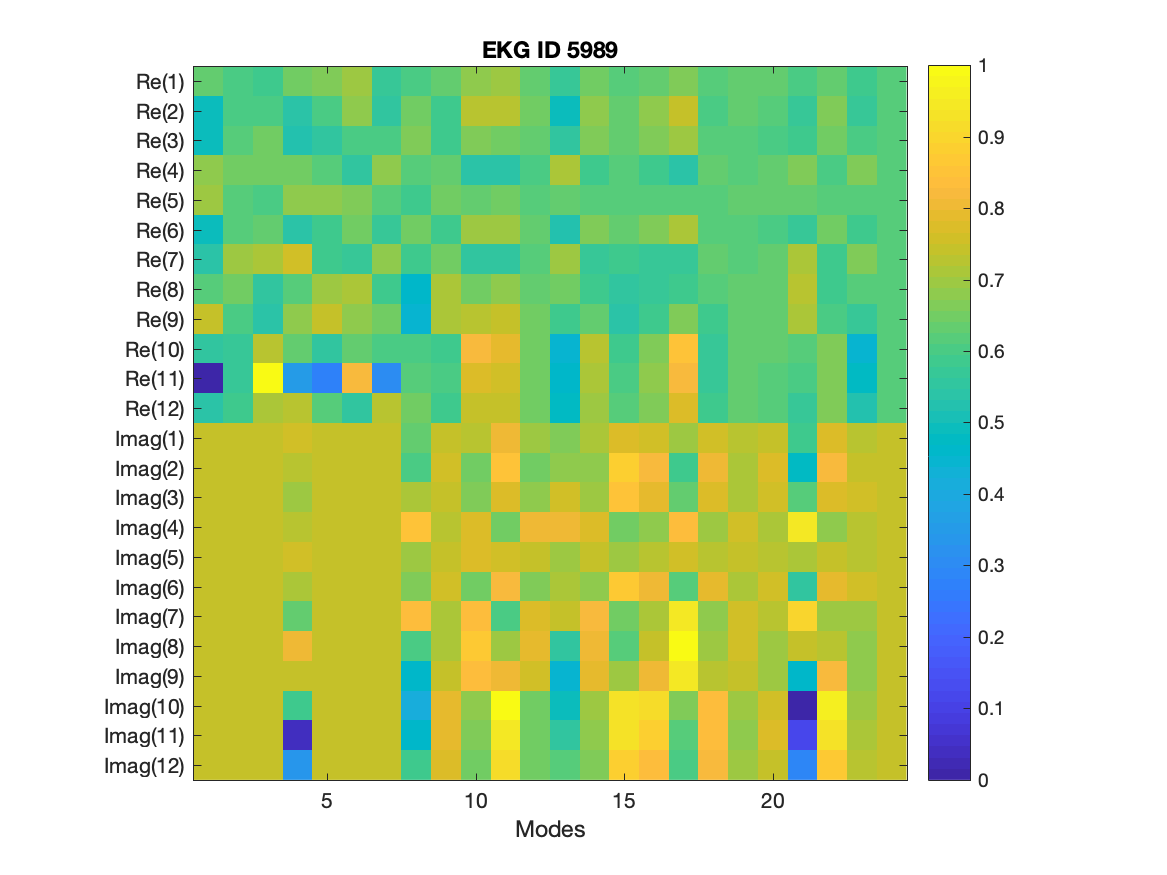 EKG ID 5989
Re(1)
Re(2)
Re(3)
Re(4)
Re(5)
Re(6)
Re(7)
Re(8)
Re(9)
Re(10)
Re(11)
Re(12)
Imag(1)
Imag(2)
Imag(3)
Imag(4)
Imag(5)
Imag(6)
Imag(7)
Imag(8)
Imag(9)
Imag(10)
Imag(11)
Imag(12)
5 10 15 20
Modes
1
0.9
0.8
0.7
0.6
0.5
0.4
0.3
0.2
0.1
0